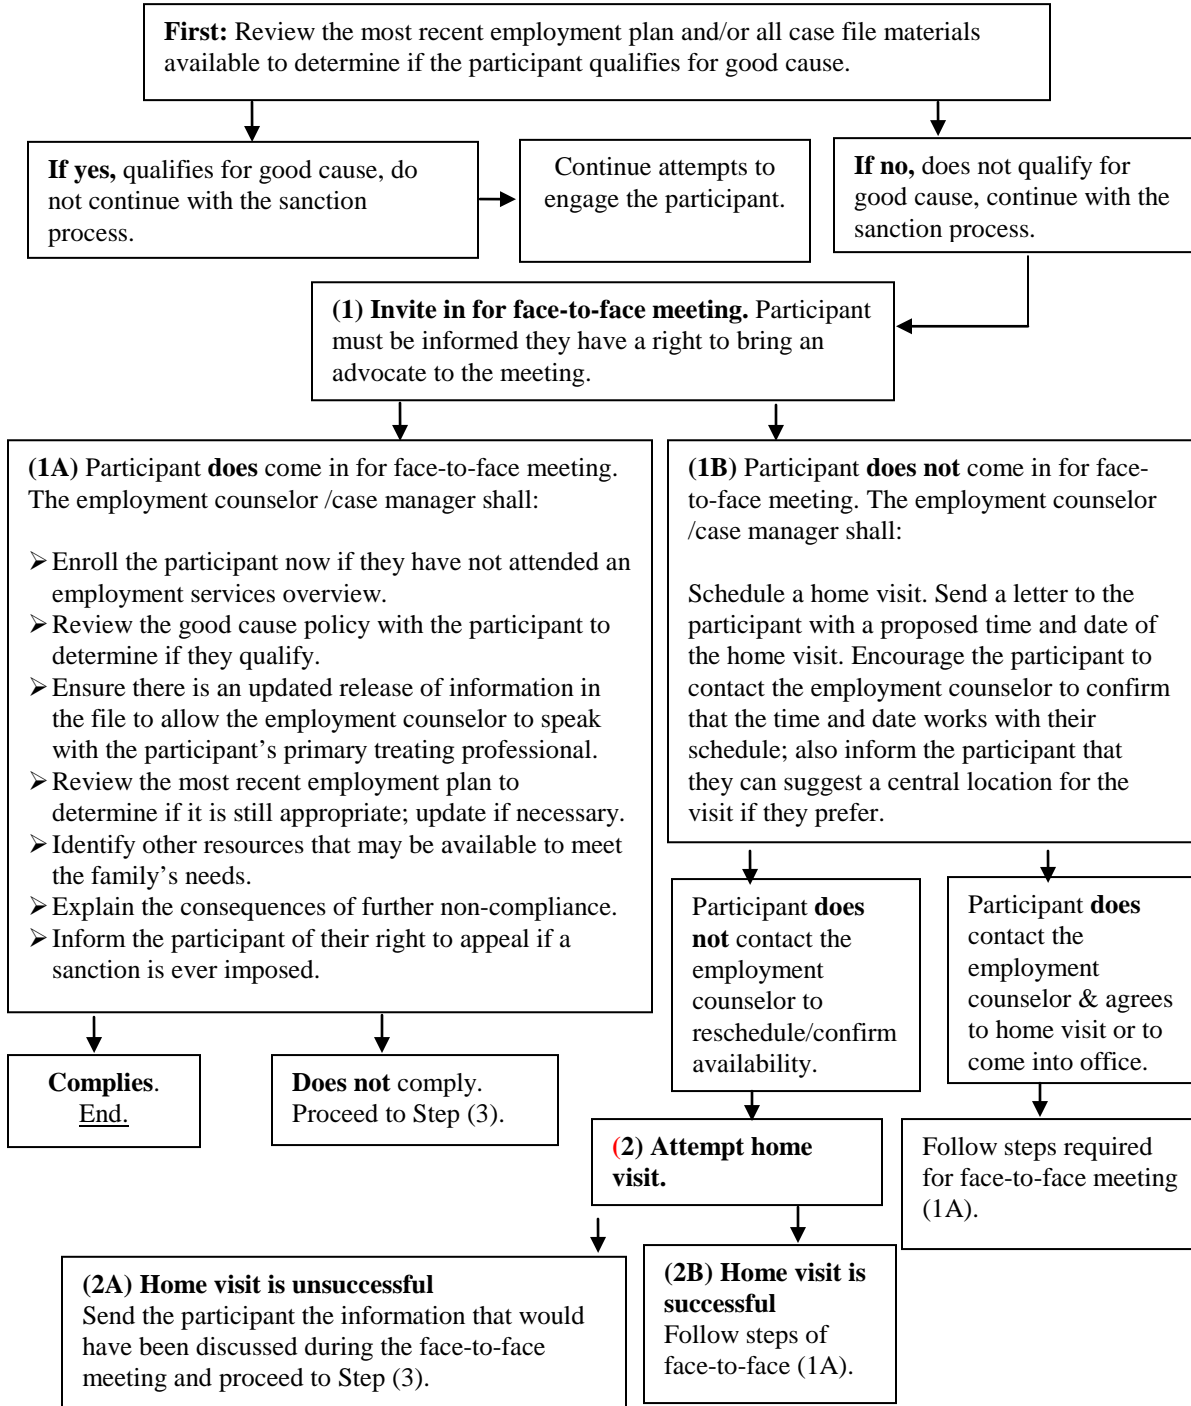 First: Review the most recent employment plan and/or all case file materials
available to determine if the participant qualifies for good cause.
If yes, qualifies for good cause, do
not continue with the sanction
process.
Continue attempts to
engage the participant.
If no, does not qualify for
good cause, continue with the
sanction process.
(1) Invite in for face-to-face meeting. Participant
must be informed they have a right to bring an
advocate to the meeting.
(1A) Participant does come in for face-to-face meeting.
The employment counselor /case manager shall:
➢ Enroll the participant now if they have not attended an
employment services overview.
➢ Review the good cause policy with the participant to
determine if they qualify.
➢ Ensure there is an updated release of information in
the file to allow the employment counselor to speak
with the participant’s primary treating professional.
➢ Review the most recent employment plan to
determine if it is still appropriate; update if necessary.
➢ Identify other resources that may be available to meet
the family’s needs.
➢ Explain the consequences of further non-compliance.
➢ Inform the participant of their right to appeal if a
sanction is ever imposed.
(1B) Participant does not come in for face-
to-face meeting. The employment counselor
/case manager shall:
Schedule a home visit. Send a letter to the
participant with a proposed time and date of
the home visit. Encourage the participant to
contact the employment counselor to confirm
that the time and date works with their
schedule; also inform the participant that
they can suggest a central location for the
visit if they prefer.
Complies.
End.
Does not comply.
Proceed to Step (3).
Participant does
not contact the
employment
counselor to
reschedule/confirm
availability.
Participant does
contact the
employment
counselor & agrees
to home visit or to
come into office.
(2) Attempt home
visit.
Follow steps required
for face-to-face meeting
(1A).
(2A) Home visit is unsuccessful
Send the participant the information that would
have been discussed during the face-to-face
meeting and proceed to Step (3).
(2B) Home visit is
successful
Follow steps of
face-to-face (1A).